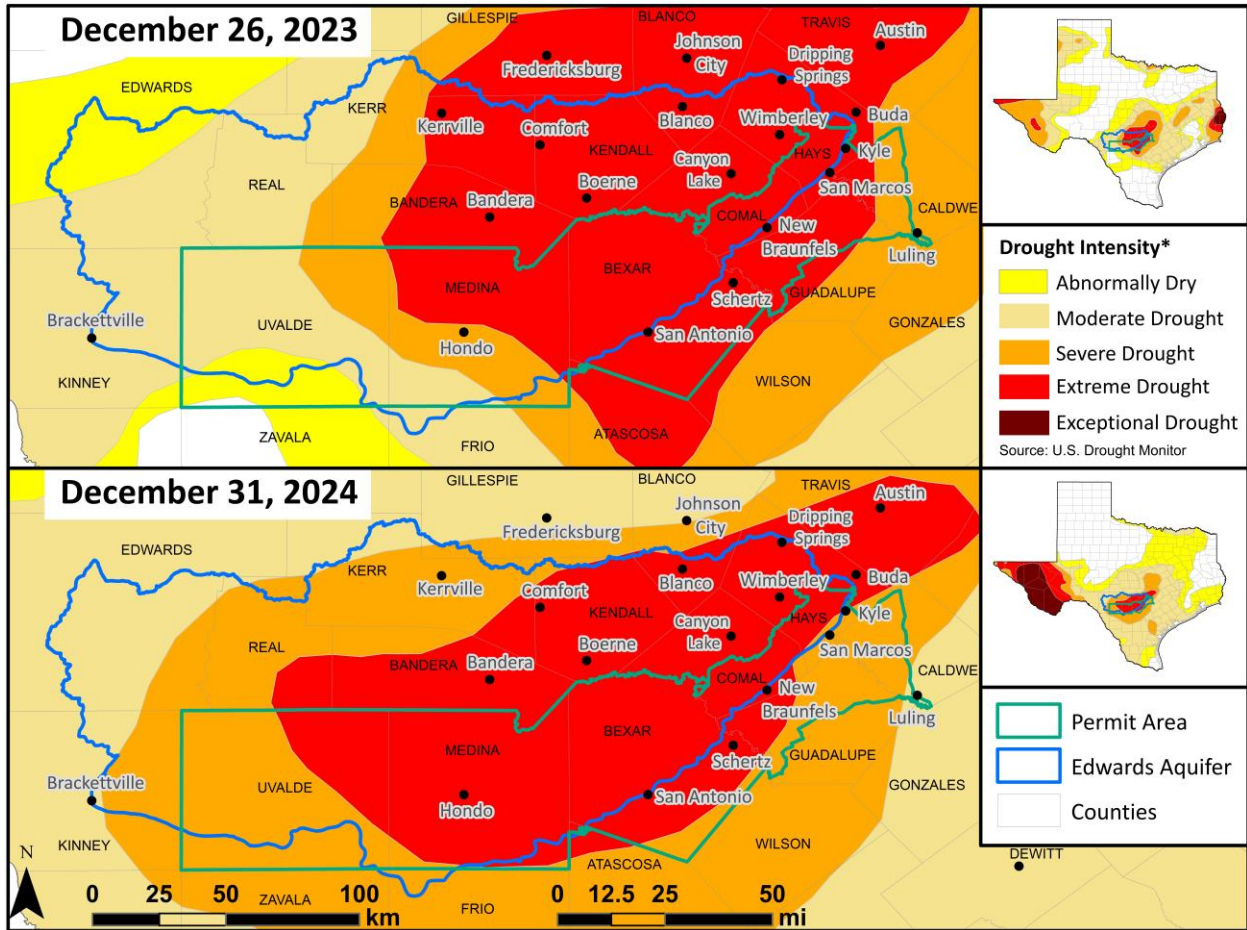 December 26, 2023
GILLESPIE
BLANCO
TRAVIS
Austin
Johnson
City
Dripping
Springs
Fredericksburg
EDWARDS
KERR
Kerrville
Comfort
Blanco
Wimberley
Buda
KENDALL
HAYS
Kyle
REAL
Canyon
Lake
San Marcos
BANDERA
Bandera
Boerne
CALDWE
COMAL
New
Braunfels
Luling
BEXAR
MEDINA
Schertz
GUADALUPE
Brackettville
UVALDE
Hondo
San Antonio
GONZALES
KINNEY
WILSON
ZAVALA
FRIO
ATASCOSA
Drought Intensity*
Abnormally Dry
Moderate Drought
Severe Drought
Extreme Drought
Exceptional Drought
Source: U.S. Drought Monitor
December 31, 2024
GILLESPIE
BLANCO
TRAVIS
Austin
Johnson
City
Dripping
Springs
Fredericksburg
EDWARDS
KERR
Kerrville
Comfort
Blanco
Wimberley
Buda
KENDALL
HAYS
Kyle
REAL
Canyon
Lake
San Marcos
BANDERA
Bandera
Boerne
CALDWE
COMAL
New
Braunfels
Luling
BEXAR
MEDINA
Schertz
GUADALUPE
Brackettville
UVALDE
Hondo
San Antonio
GONZALES
KINNEY
WILSON
ATASCOSA
DEWITT
ZAVALA
FRIO
N
0 25 50 100
km
0 12.5 25 50
mi
Permit Area
Edwards Aquifer
Counties